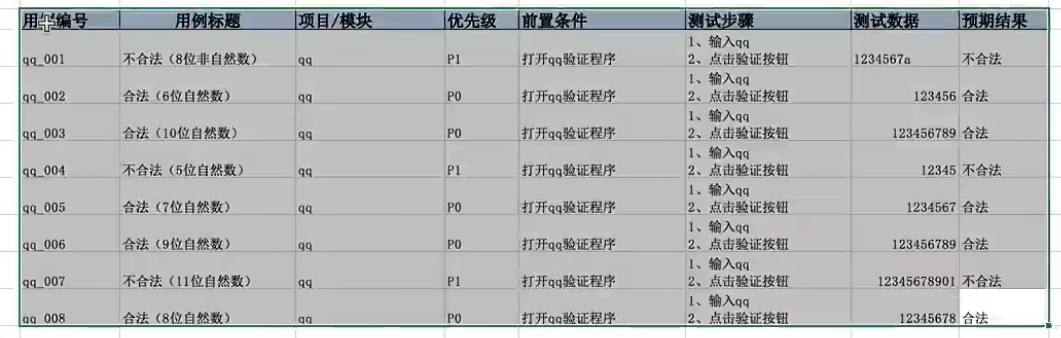 用例编号 用例标题 项目/模块 优先级 前置条件 测试步骤 测试数据 预期结果
1、输入qq
qq_001 不合法（8位非自然数） qq P1 打开qq验证程序 2、点击验证按钮 1234567a 不合法
1、输入qq
qq_002 合法（6位自然数） qq P0 打开qq验证程序 2、点击验证按钮 123456 合法
1、输入qq
qq_003 合法（10位自然数） qq P0 打开qq验证程序 2、点击验证按钮 123456789 合法
1、输入qq
qq_004 不合法（5位自然数） qq P1 打开qq验证程序 2、点击验证按钮 12345 不合法
1、输入qq
qq_005 合法（7位自然数） qq P0 打开qq验证程序 2、点击验证按钮 1234567 合法
1、输入qq
qq_006 合法（9位自然数） qq P0 打开qq验证程序 2、点击验证按钮 123456789 合法
1、输入qq
qq_007 不合法（11位自然数） qq P1 打开qq验证程序 2、点击验证按钮 12345678901 不合法
1、输入qq
qq_008 合法（8位自然数） qq P0 打开qq验证程序 2、点击验证按钮 12345678 合法